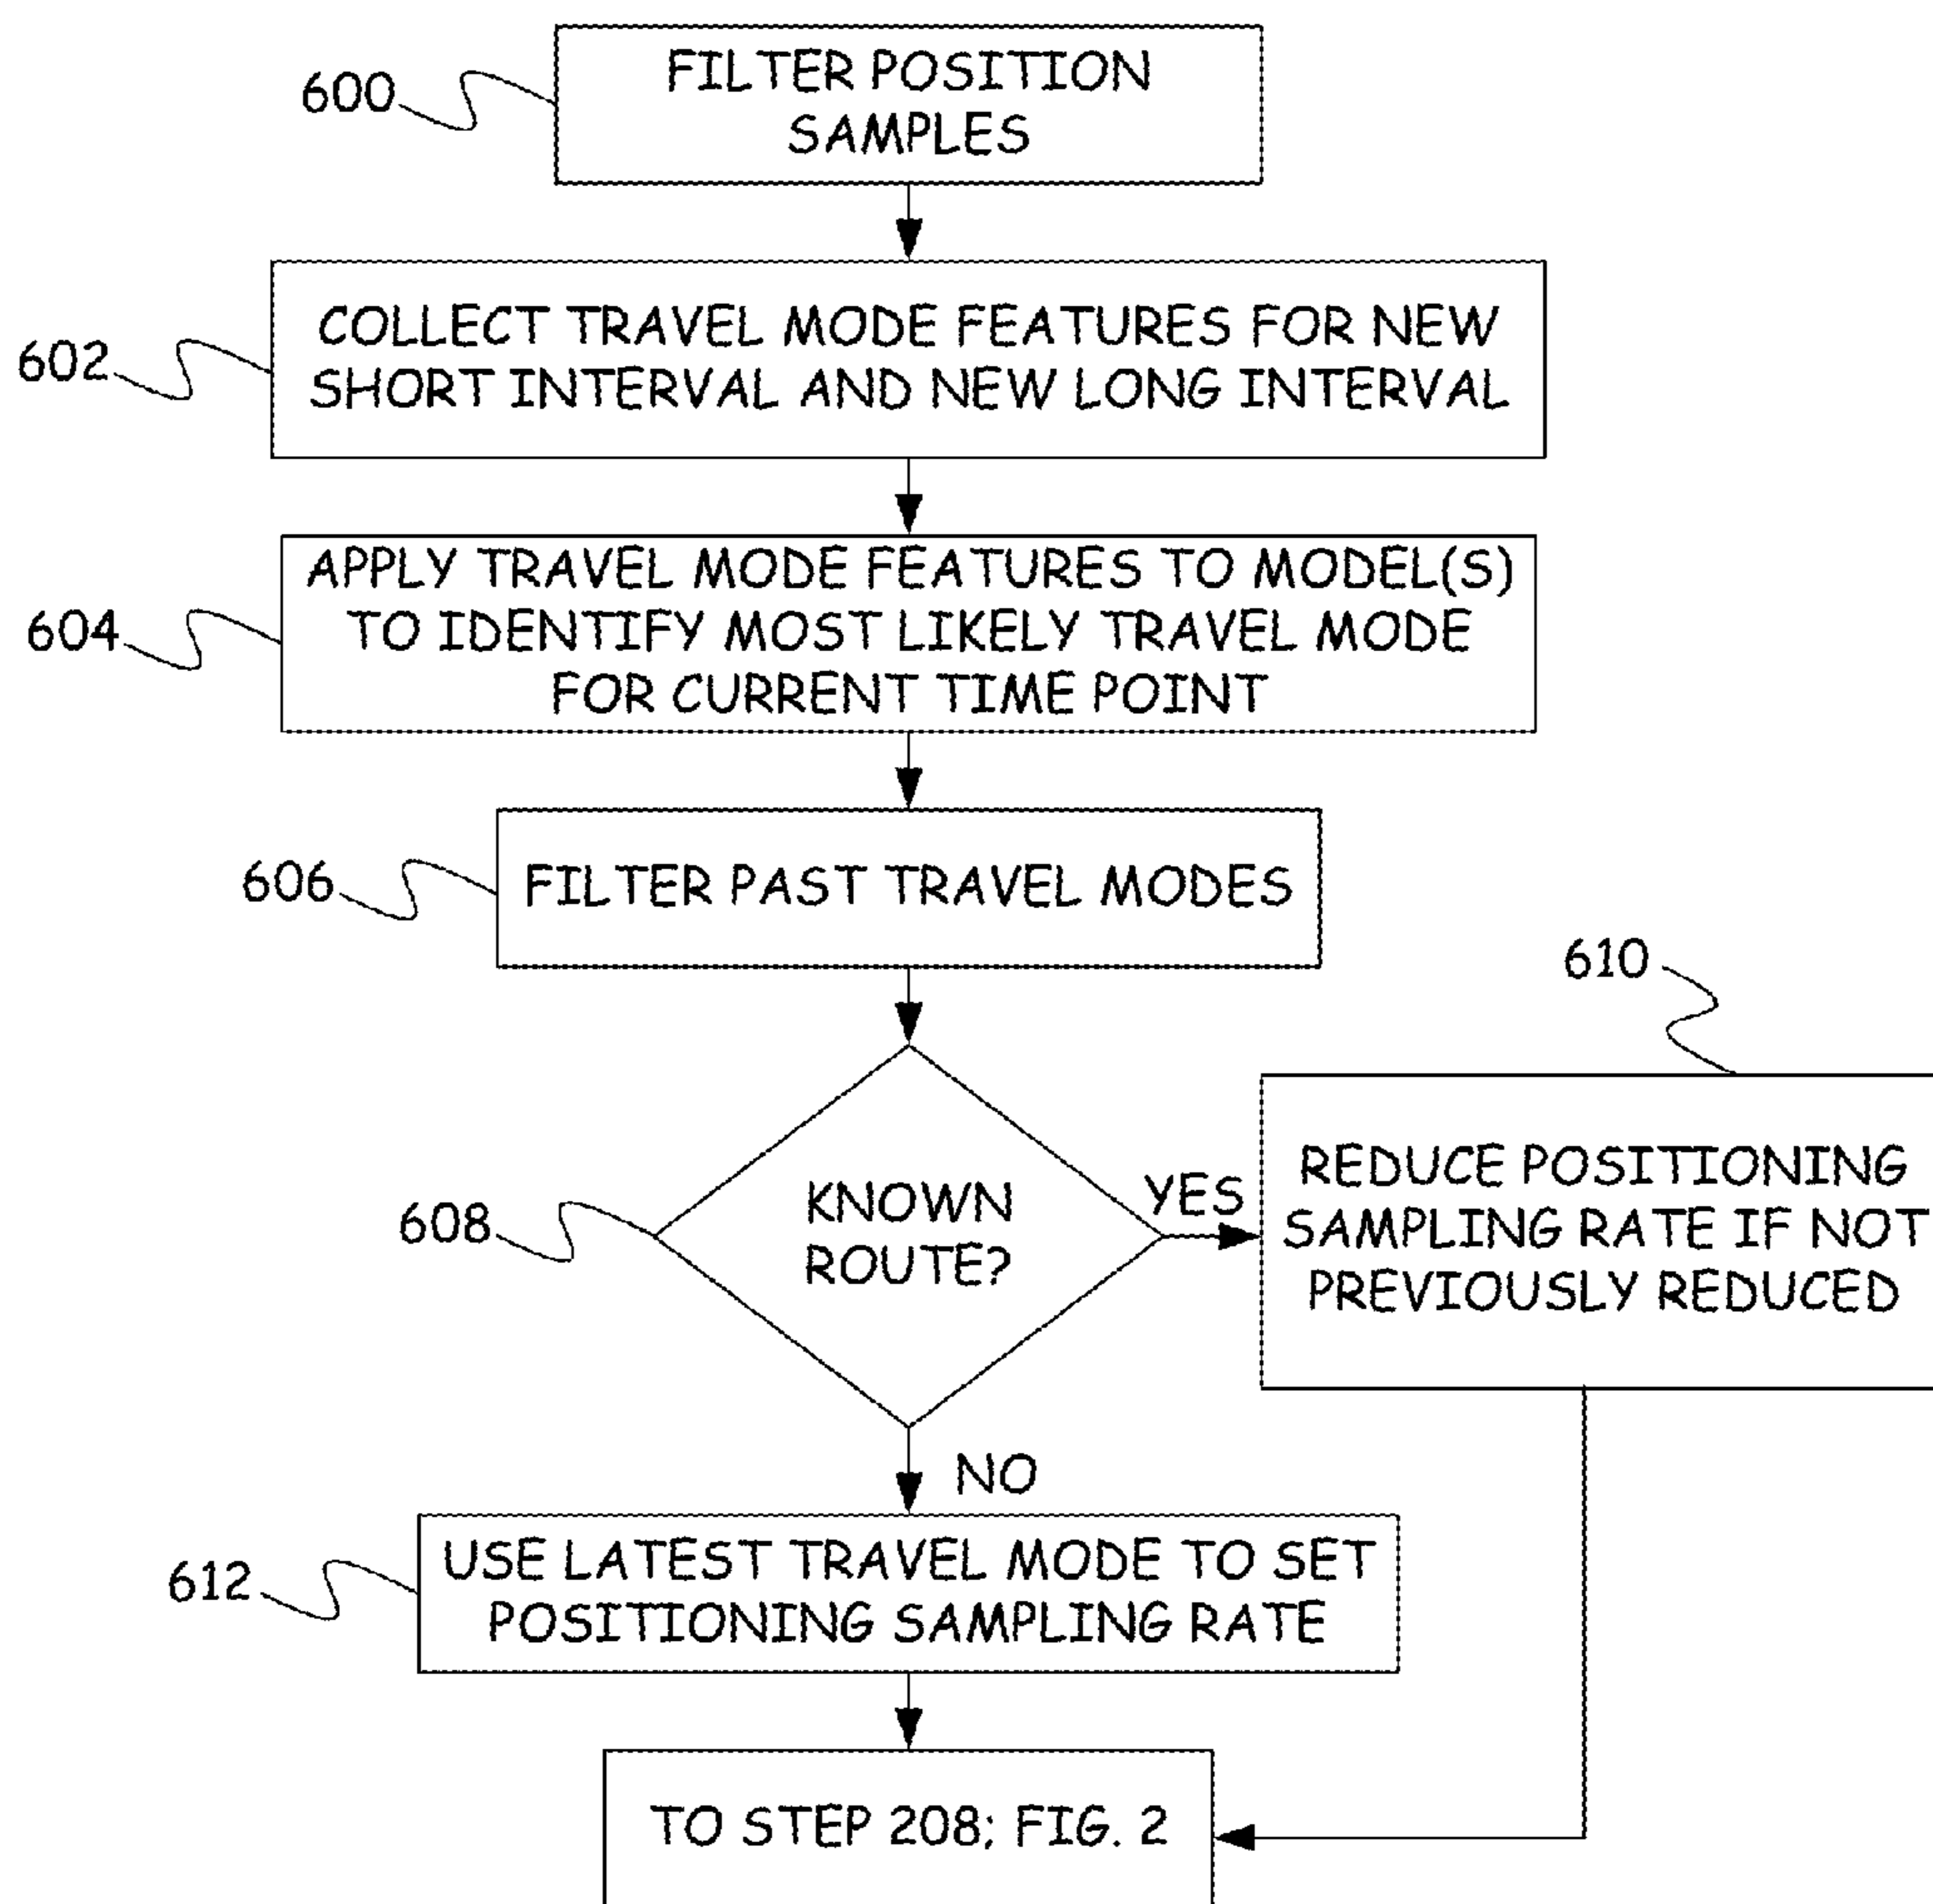 600
FILTER POSITION
SAMPLES
602
COLLECT TRAVEL MODE FEATURES FOR NEW
SHORT INTERVAL AND NEW LONG INTERVAL
604
APPLY TRAVEL MODE FEATURES TO MODEL(S)
TO IDENTIFY MOST LIKELY TRAVEL MODE
FOR CURRENT TIME POINT
606
FILTER PAST TRAVEL MODES
608
KNOWN
ROUTE?
YES
610
REDUCE POSITIONING
SAMPLING RATE IF NOT
PREVIOUSLY REDUCED
NO
612
USE LATEST TRAVEL MODE TO SET
POSITIONING SAMPLING RATE
TO STEP 208; FIG. 2